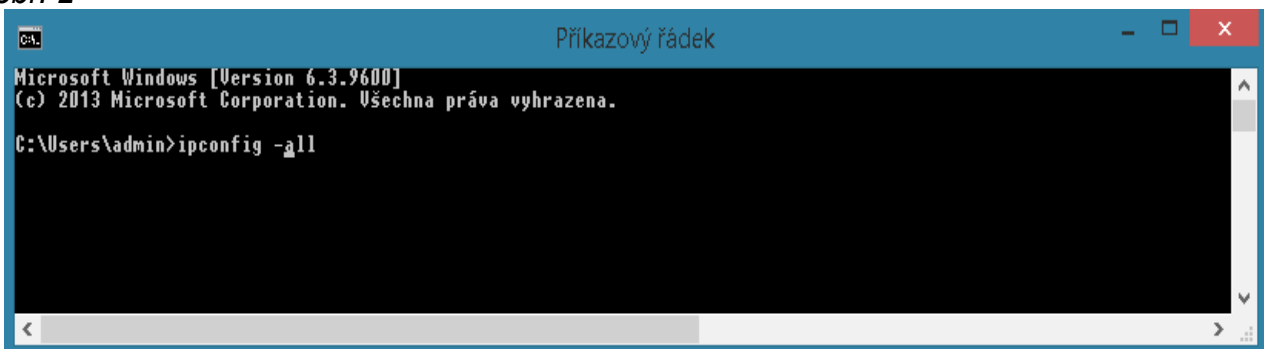 Příkazový řádek
Microsoft Windows [Version 6.3.9600]
(c) 2013 Microsoft Corporation. Všechna práva vyhrazena.
C:\Users\admin>ipconfig -all